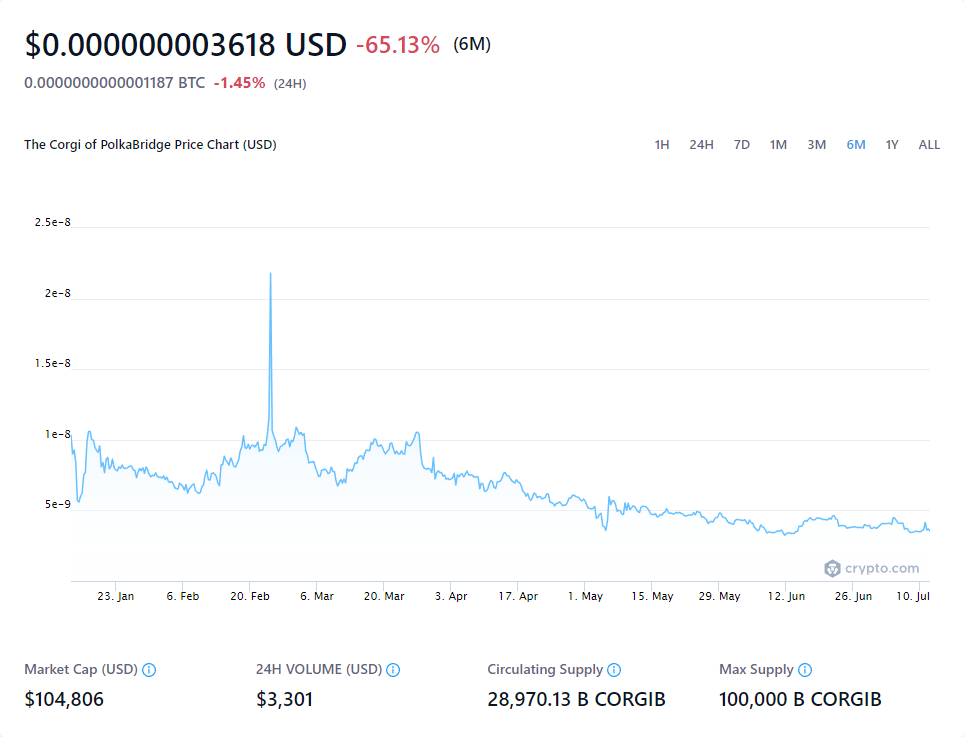 $0.000000003618 USD -65.13% (6M)
0.0000000000001187 BTC -1.45% (24H)
The Corgi of PolkaBridge Price Chart (USD)
1H 24H 7D 1M 3M 6M 1Y ALL
2.5e-8
2e-8
1.5e-8
1e-8
5e-9
crypto.com
23. Jan 6. Feb 20. Feb 6. Mar 20. Mar 3. Apr 17. Apr 1. May 15. May 29. May 12. Jun 26. Jun 10. Jul
Market Cap (USD) 24H VOLUME (USD) Circulating Supply Max Supply
$104,806 $3,301 28,970.13 B CORGIB 100,000 B CORGIB